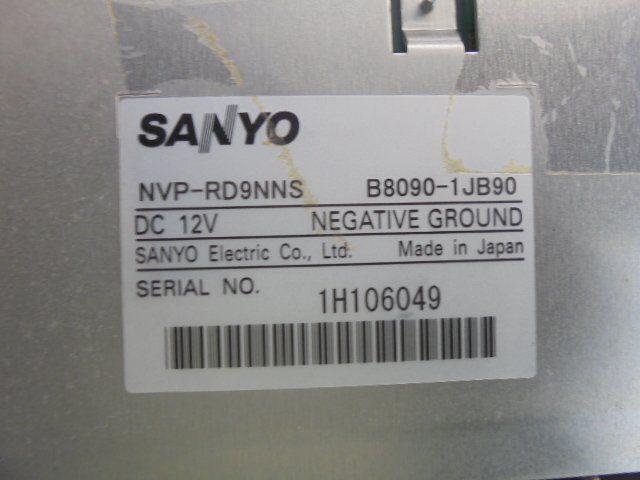 SANYO
NVP-RD9NNS B8090-1JB90
DC 12V NEGATIVE GROUND
SANYO Electric Co., Ltd. Made in Japan
SERIAL NO. 1H106049